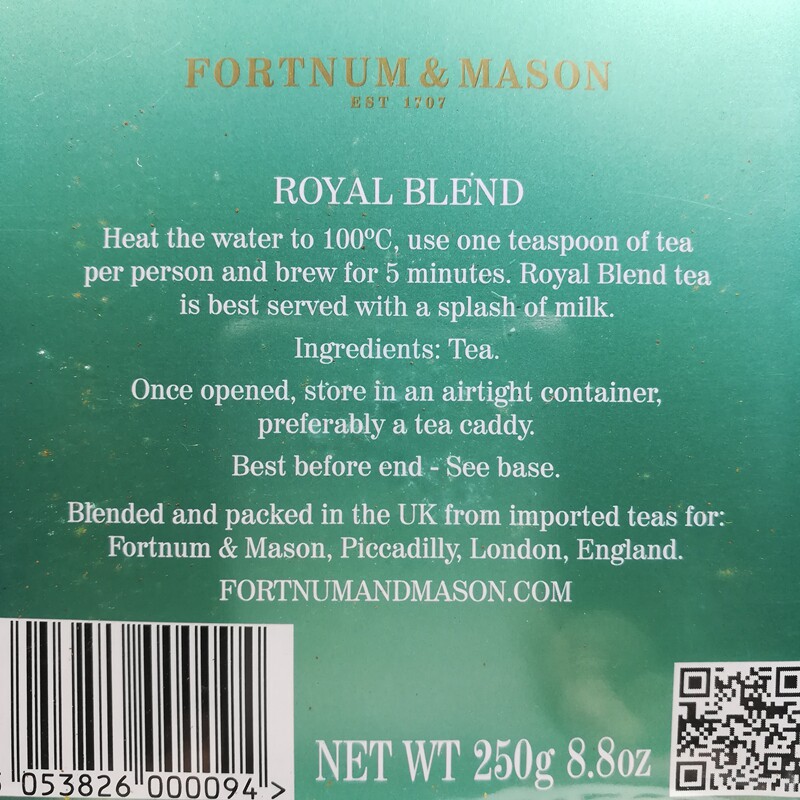 FORTNUM & MASON
EST 1707
ROYAL BLEND
Heat the water to 100ºC, use one teaspoon of tea
per person and brew for 5 minutes. Royal Blend tea
is best served with a splash of milk.
Ingredients: Tea.
Once opened, store in an airtight container,
preferably a tea caddy.
Best before end - See base.
Blended and packed in the UK from imported teas for:
Fortnum & Mason, Piccadilly, London, England.
FORTNUMANDMASON.COM
NET WT 250g 8.8oz
053826 000094 >